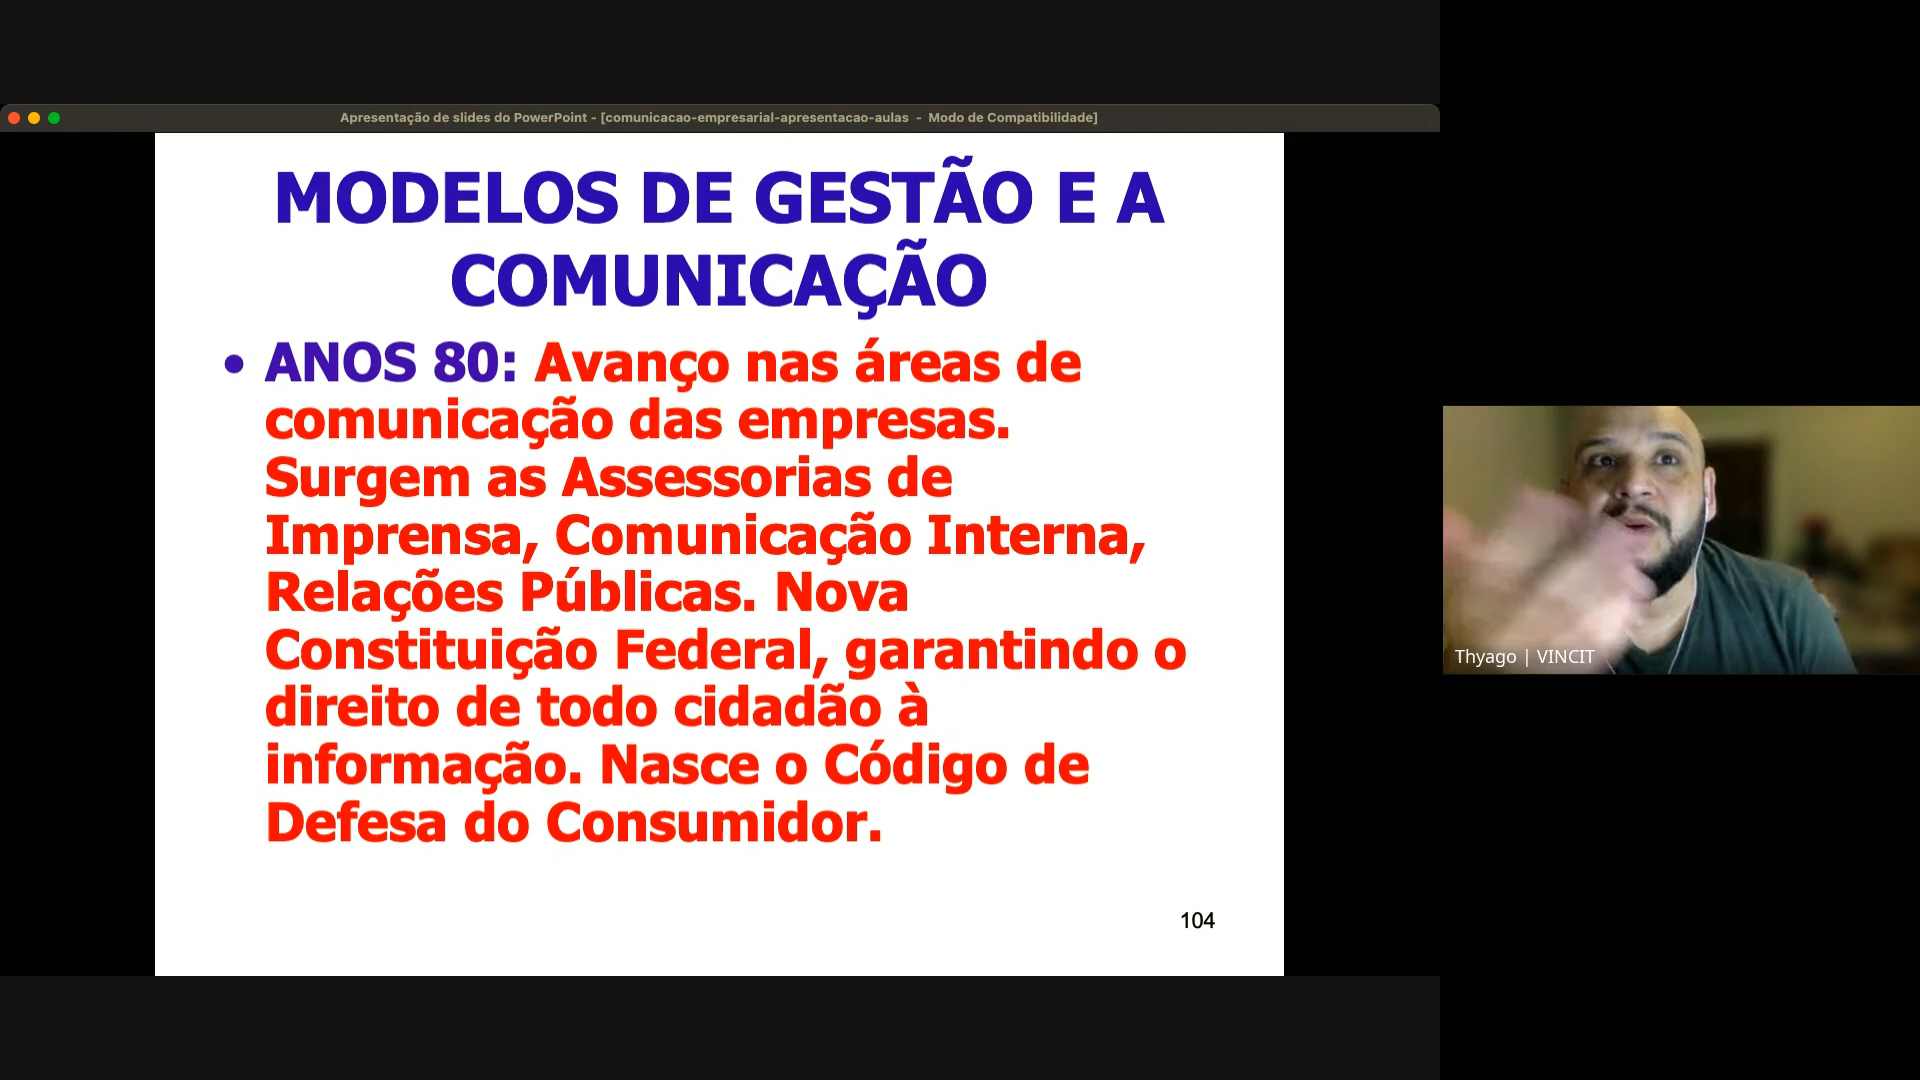 Apresentação de slides do PowerPoint - [comunicacao-empresarial-apresentacao-aulas - Modo de Compatibilidade]
MODELOS DE GESTÃO E A
COMUNICAÇÃO
• ANOS 80: Avanço nas áreas de
comunicação das empresas.
Surgem as Assessorias de
Imprensa, Comunicação Interna,
Relações Públicas. Nova
Constituição Federal, garantindo o
direito de todo cidadão à
informação. Nasce o Código de
Defesa do Consumidor.
104
Thyago | VINCIT